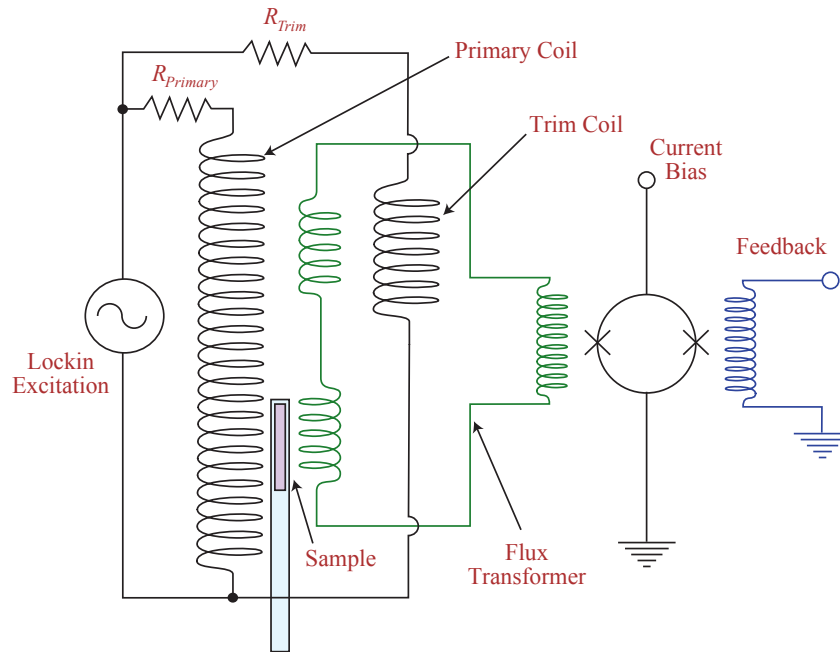 R_Trim
Primary Coil
R_Primary
Trim Coil
Current
Bias
Feedback
Lockin
Excitation
Sample
Flux
Transformer